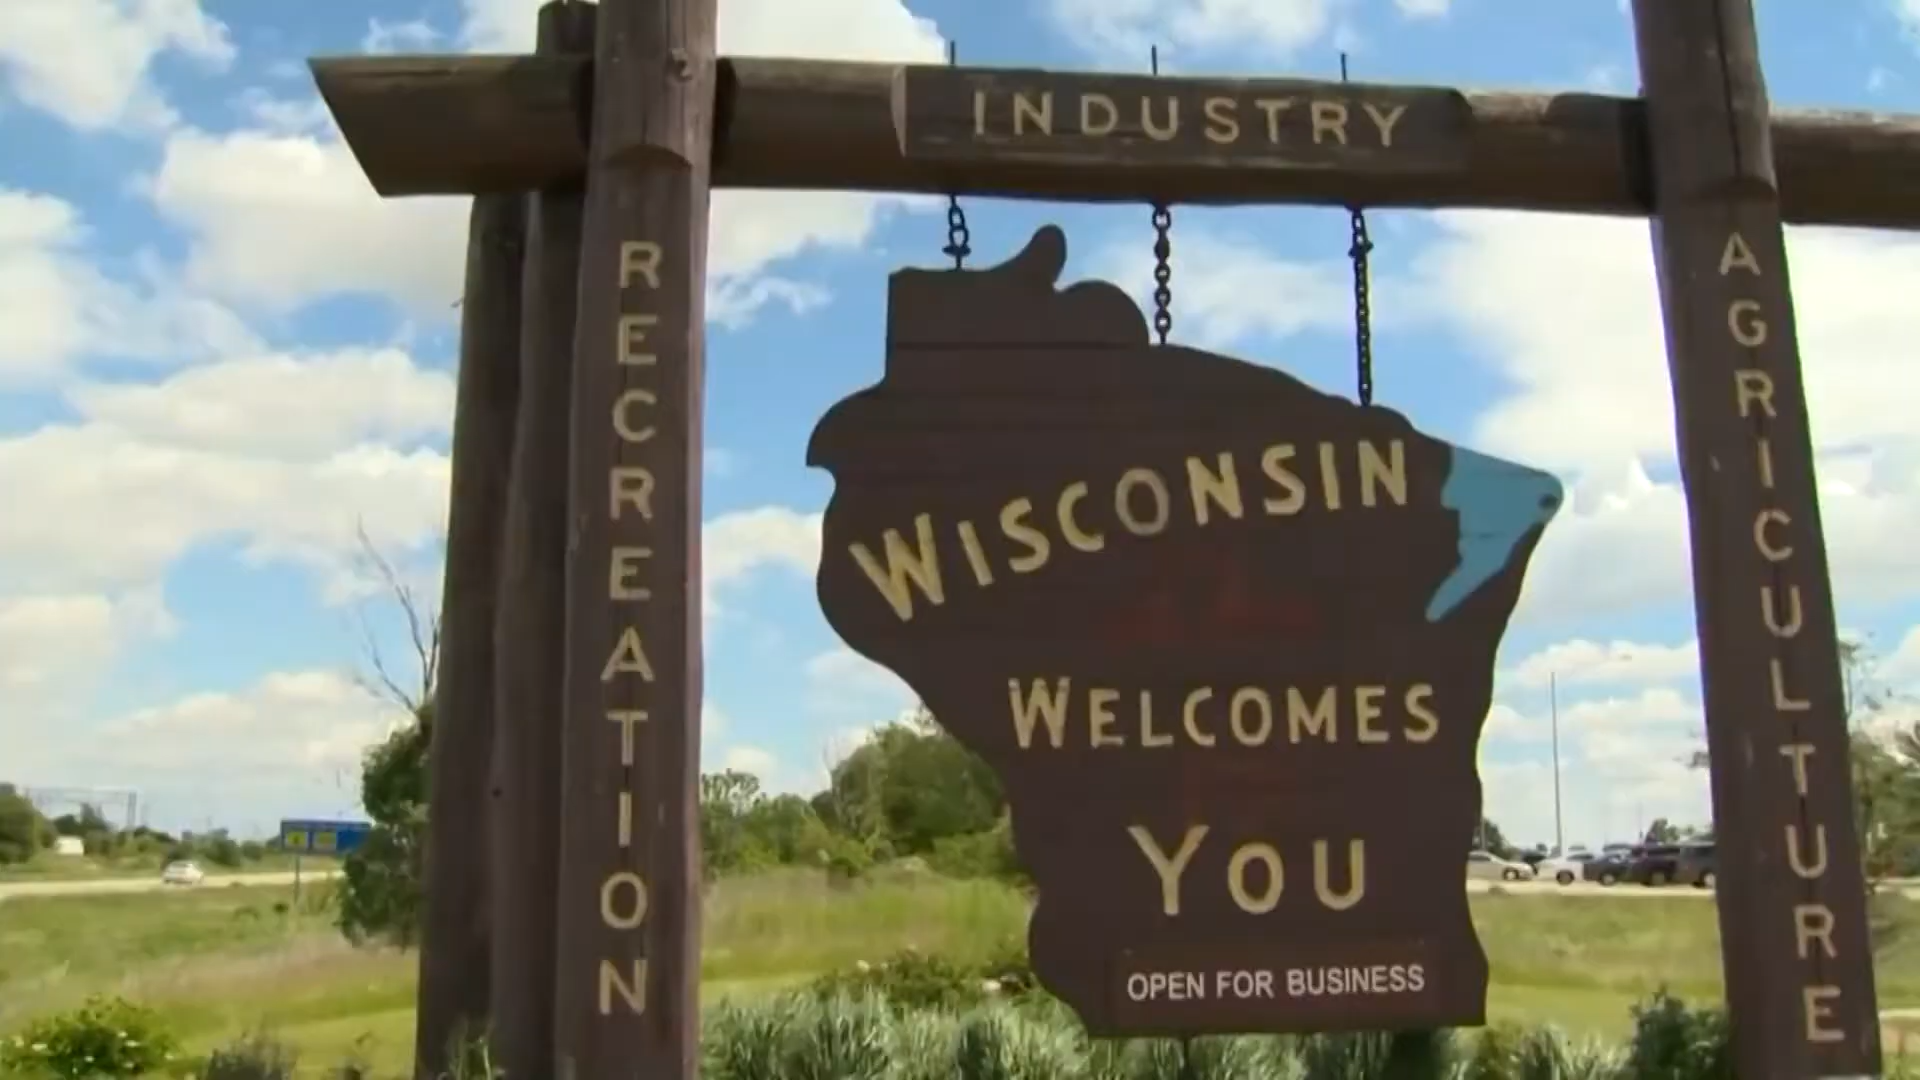 INDUSTRY
RECREATION
WISCONSIN
WELCOMES
YOU
OPEN FOR BUSINESS
AGRICULTURE